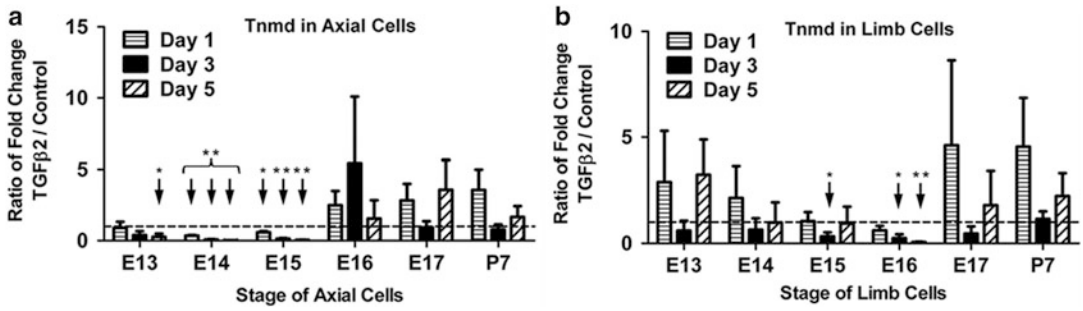 a
Tnmd in Axial Cells
15
10
5
0
Ratio of Fold Change
TGFβ2 / Control
Day 1
Day 3
Day 5
*
**
*
**
**
E13 E14 E15 E16 E17 P7
Stage of Axial Cells
b
Tnmd in Limb Cells
10
5
0
Ratio of Fold Change
TGFβ2 / Control
Day 1
Day 3
Day 5
*
*
**
E13 E14 E15 E16 E17 P7
Stage of Limb Cells